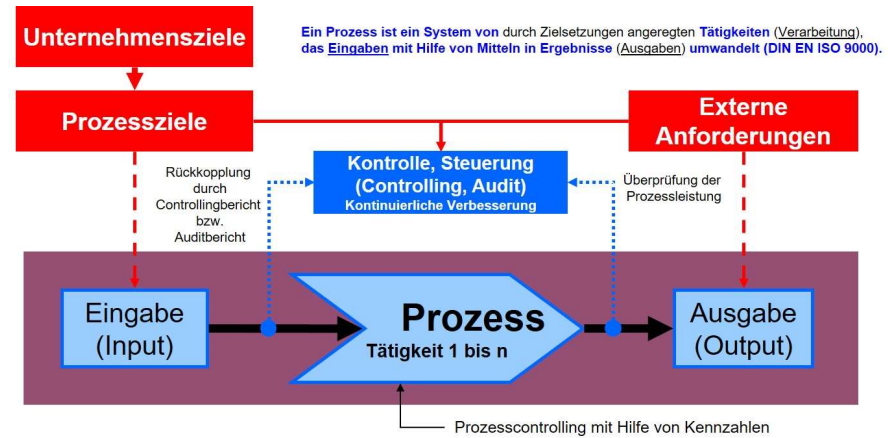 Unternehmensziele
Ein Prozess ist ein System von durch Zielsetzungen angeregten Tätigkeiten (Verarbeitung),
das Eingaben mit Hilfe von Mitteln in Ergebnisse (Ausgaben) umwandelt (DIN EN ISO 9000).
Prozessziele
Externe
Anforderungen
Kontrolle, Steuerung
(Controlling, Audit)
Kontinuierliche Verbesserung
Rückkopplung
durch
Controllingbericht
bzw.
Auditbericht
Überprüfung der
Prozessleistung
Eingabe
(Input)
Prozess
Tätigkeit 1 bis n
Ausgabe
(Output)
Prozesscontrolling mit Hilfe von Kennzahlen